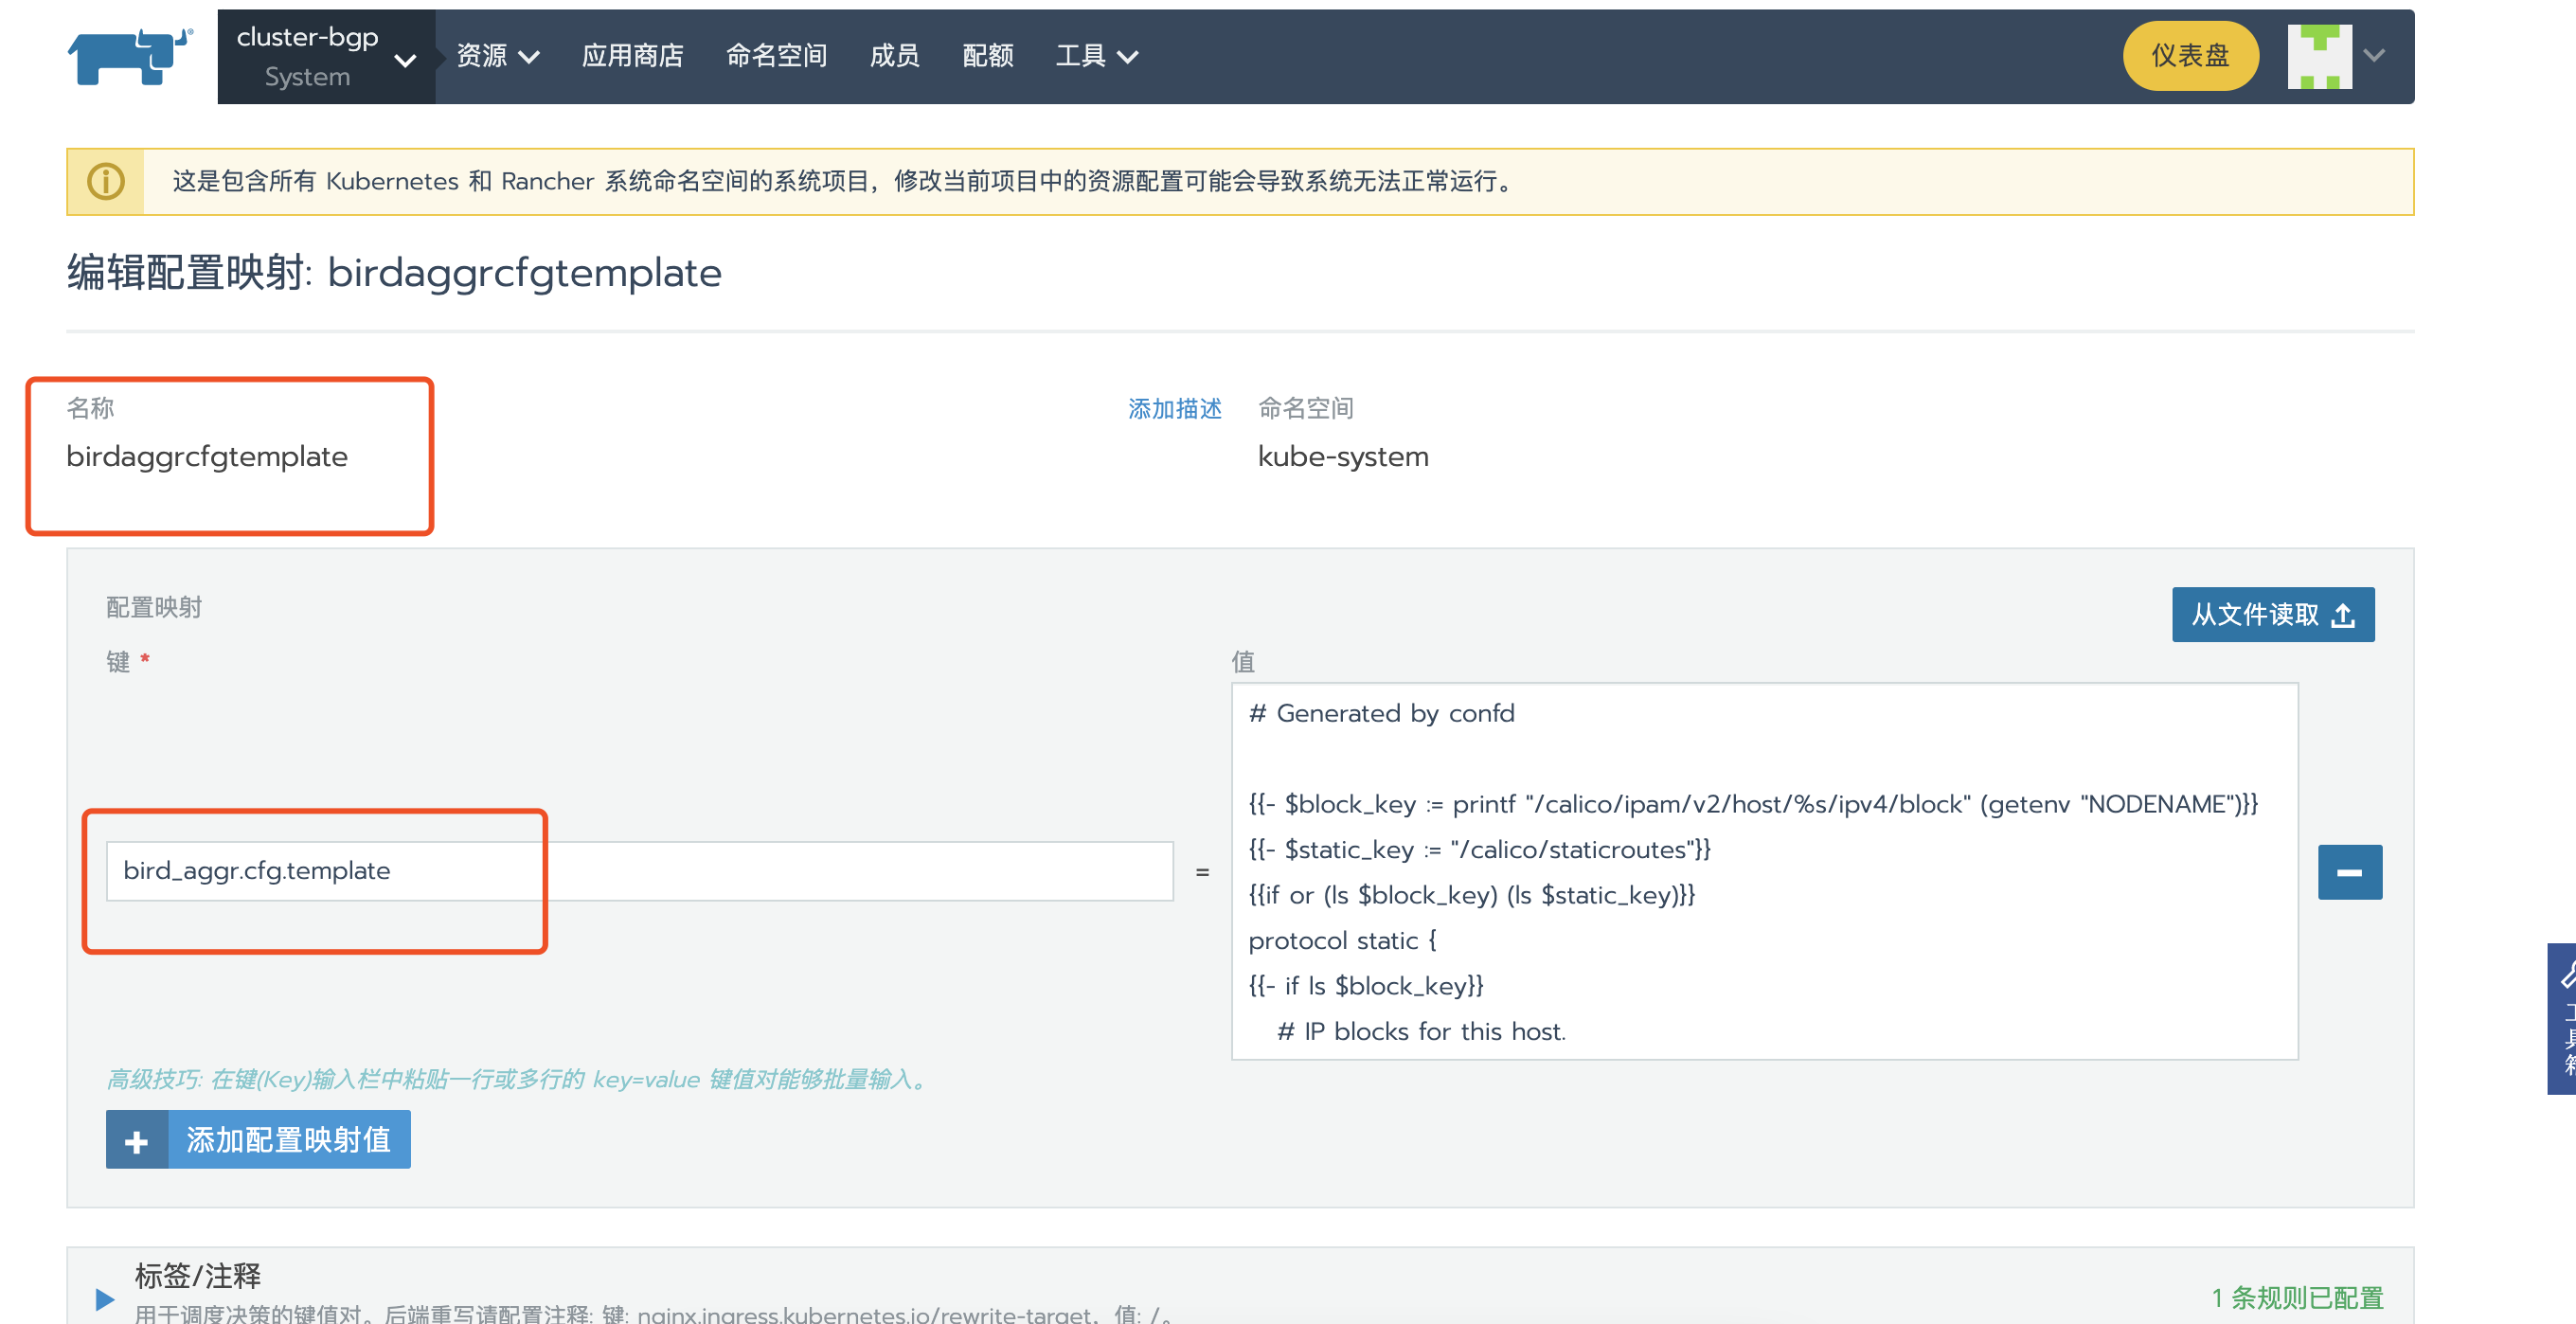 cluster-bgp
System
资源
应用商店
命名空间
成员
配额
工具
仪表盘
这是包含所有 Kubernetes 和 Rancher 系统命名空间的系统项目，修改当前项目中的资源配置可能会导致系统无法正常运行。
编辑配置映射: birdaggrcfgtemplate
名称
添加描述
命名空间
birdaggrcfgtemplate
kube-system
配置映射
从文件读取
键 *
值
# Generated by confd
{{- $block_key := printf "/calico/ipam/v2/host/%s/ipv4/block" (getenv "NODENAME")}}
{{- $static_key := "/calico/staticroutes"}}
{{if or (ls $block_key) (ls $static_key)}}
protocol static {
{{- if ls $block_key}}
# IP blocks for this host.
bird_aggr.cfg.template
=
高级技巧: 在键(Key)输入栏中粘贴一行或多行的 key=value 键值对能够批量输入。
添加配置映射值
标签/注释
用于调度决策的键值对。后端重写请配置注释: 键: nginx.ingress.kubernetes.io/rewrite-target，值: /。
1 条规则已配置